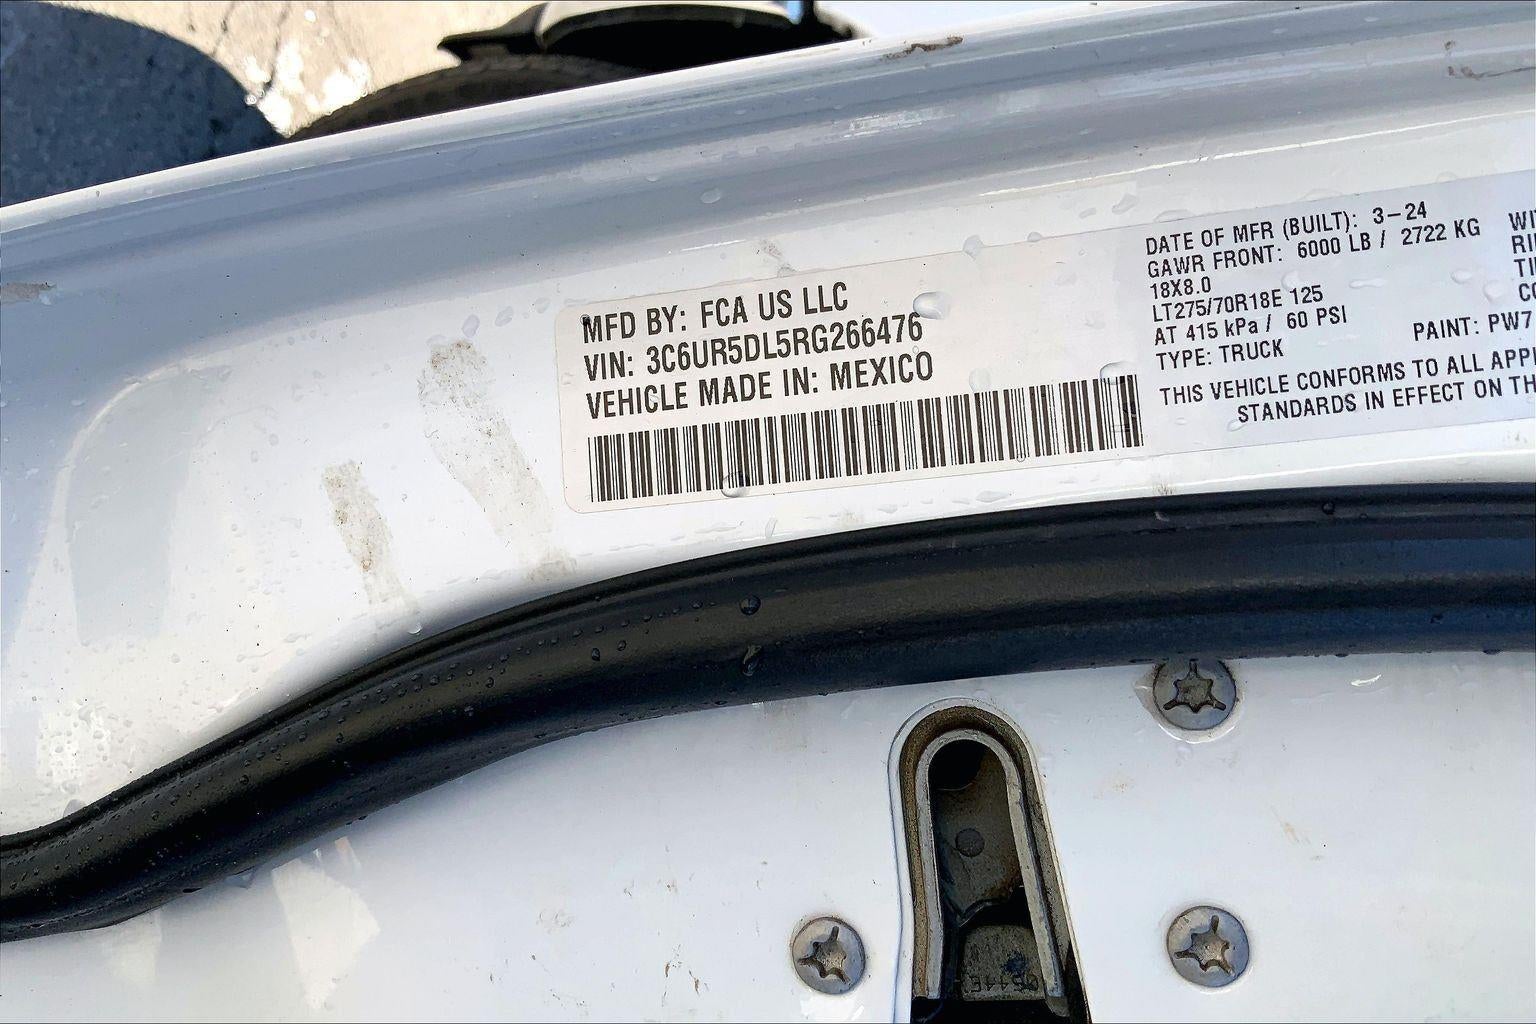 MFD BY: FCA US LLC
VIN: 3C6UR5DL5RG266476
VEHICLE MADE IN: MEXICO
DATE OF MFR (BUILT): 3-24
GAWR FRONT: 6000 LB / 2722 KG
18X8.0
LT275/70R18E 125
AT 415 kPa / 60 PSI
TYPE: TRUCK
PAINT: PW7
THIS VEHICLE CONFORMS TO ALL
STANDARDS IN EFFECT ON